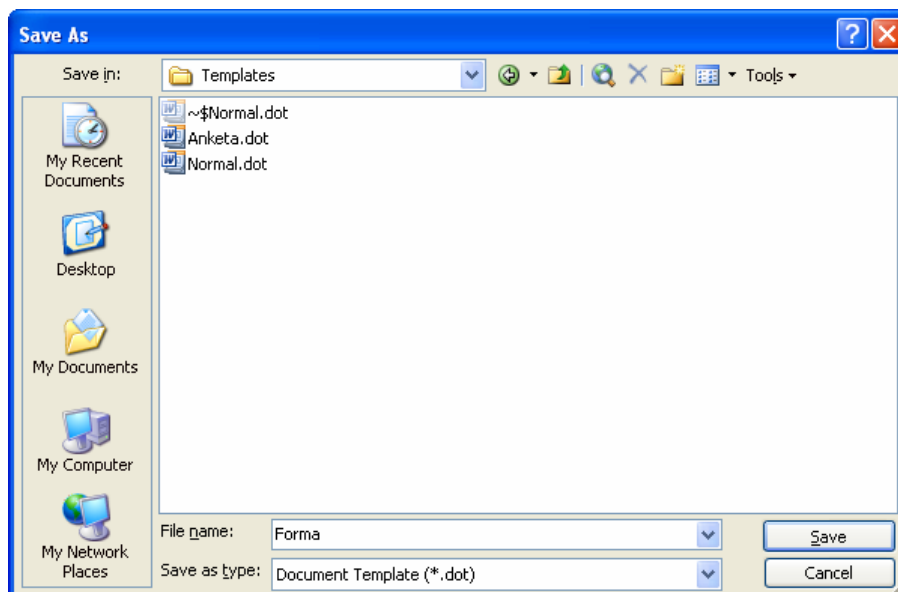 Save As
Save in:
Templates
Tools
~$Normal.dot
Anketa.dot
Normal.dot
My Recent
Documents
Desktop
My Documents
My Computer
My Network
Places
File name:
Forma
Save
Save as type:
Document Template (*.dot)
Cancel